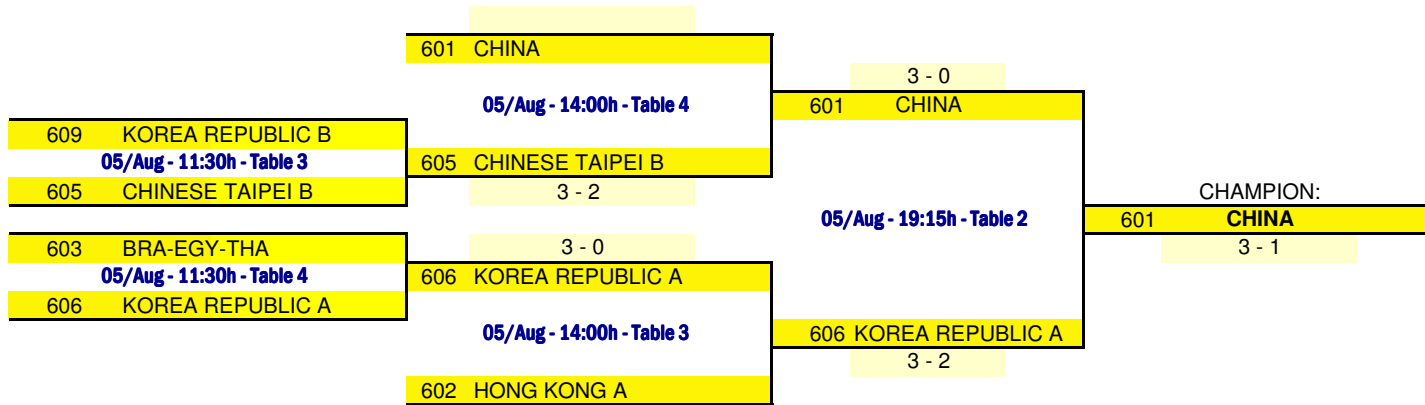 601 CHINA
3 - 0
05/Aug - 14:00h - Table 4
601 CHINA
609 KOREA REPUBLIC B
05/Aug - 11:30h - Table 3
605 CHINESE TAIPEI B
605 CHINESE TAIPEI B
3 - 2
CHAMPION:
05/Aug - 19:15h - Table 2
601 CHINA
603 BRA-EGY-THA
3 - 0
3 - 1
05/Aug - 11:30h - Table 4
606 KOREA REPUBLIC A
606 KOREA REPUBLIC A
05/Aug - 14:00h - Table 3
606 KOREA REPUBLIC A
3 - 2
602 HONG KONG A